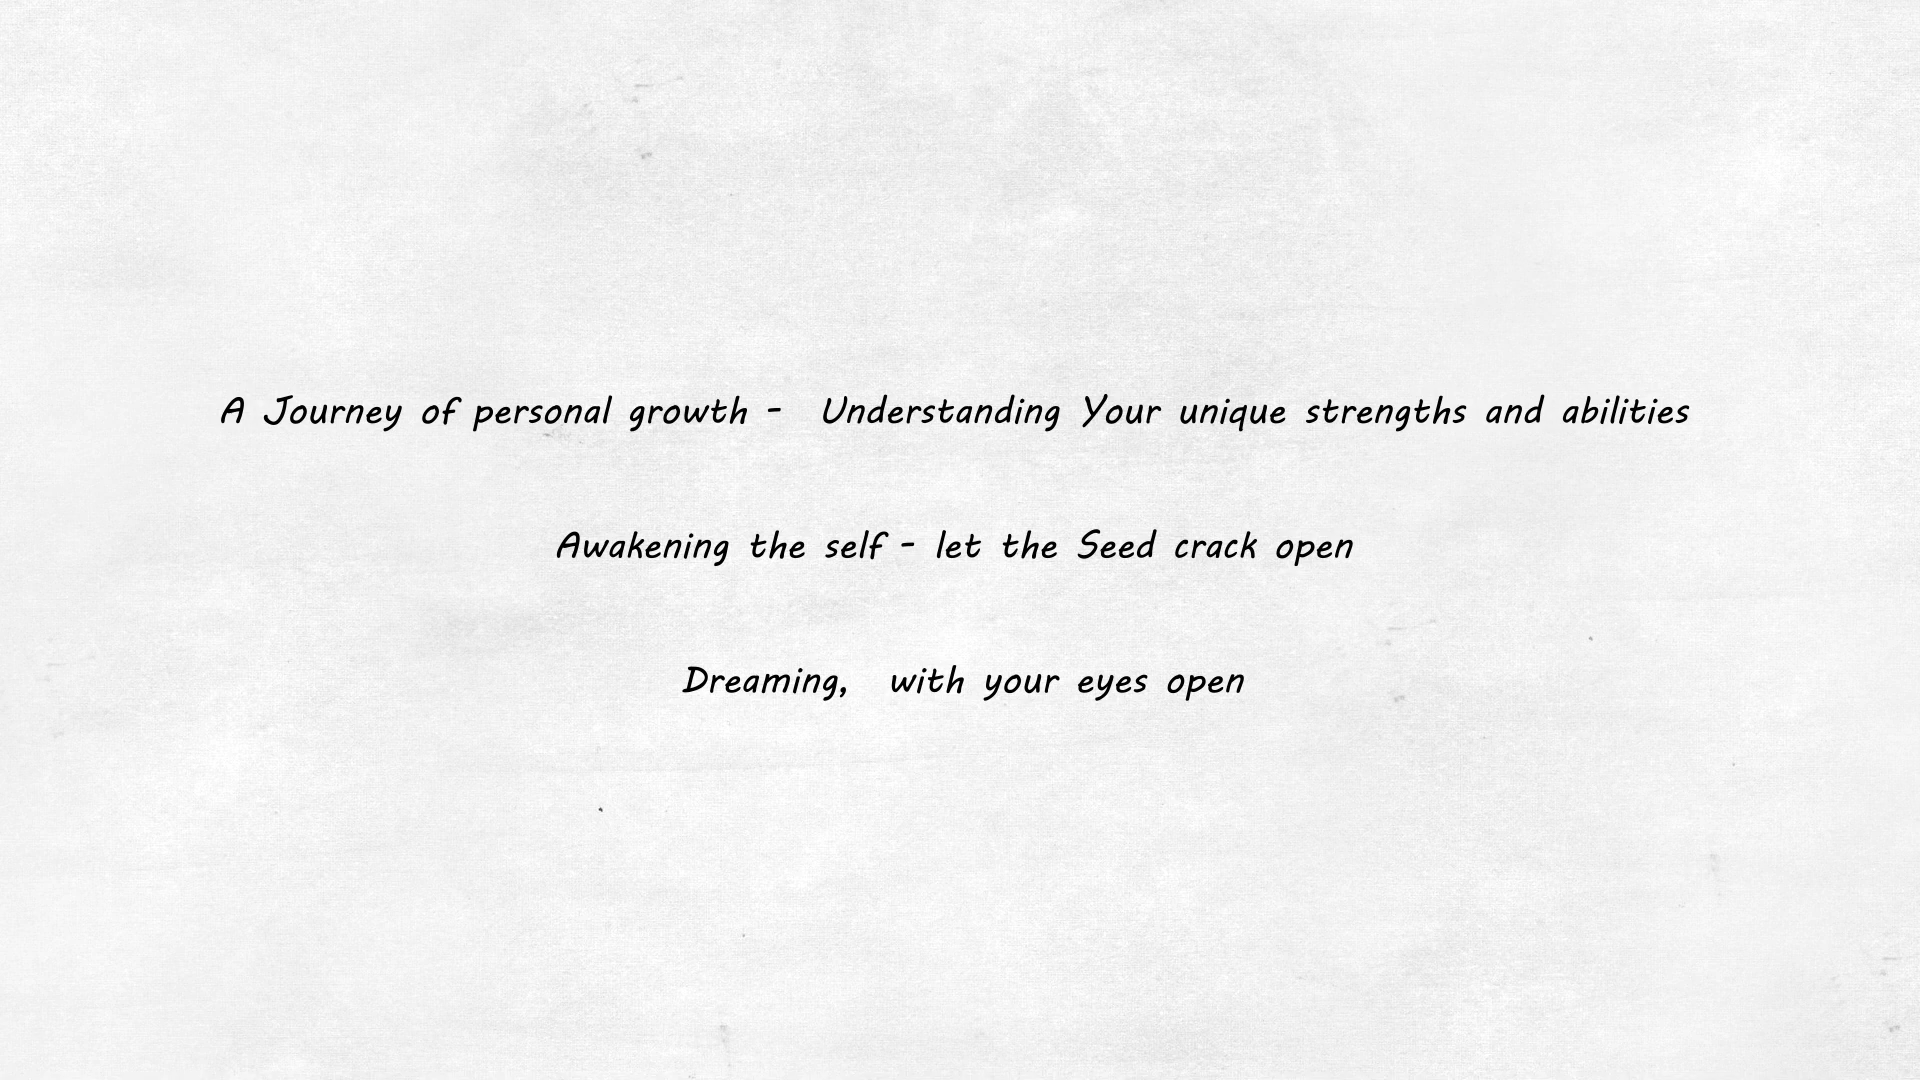 A Journey of personal growth -  Understanding Your unique strengths and abilities
Awakening the self - let the Seed crack open
Dreaming,  with your eyes open